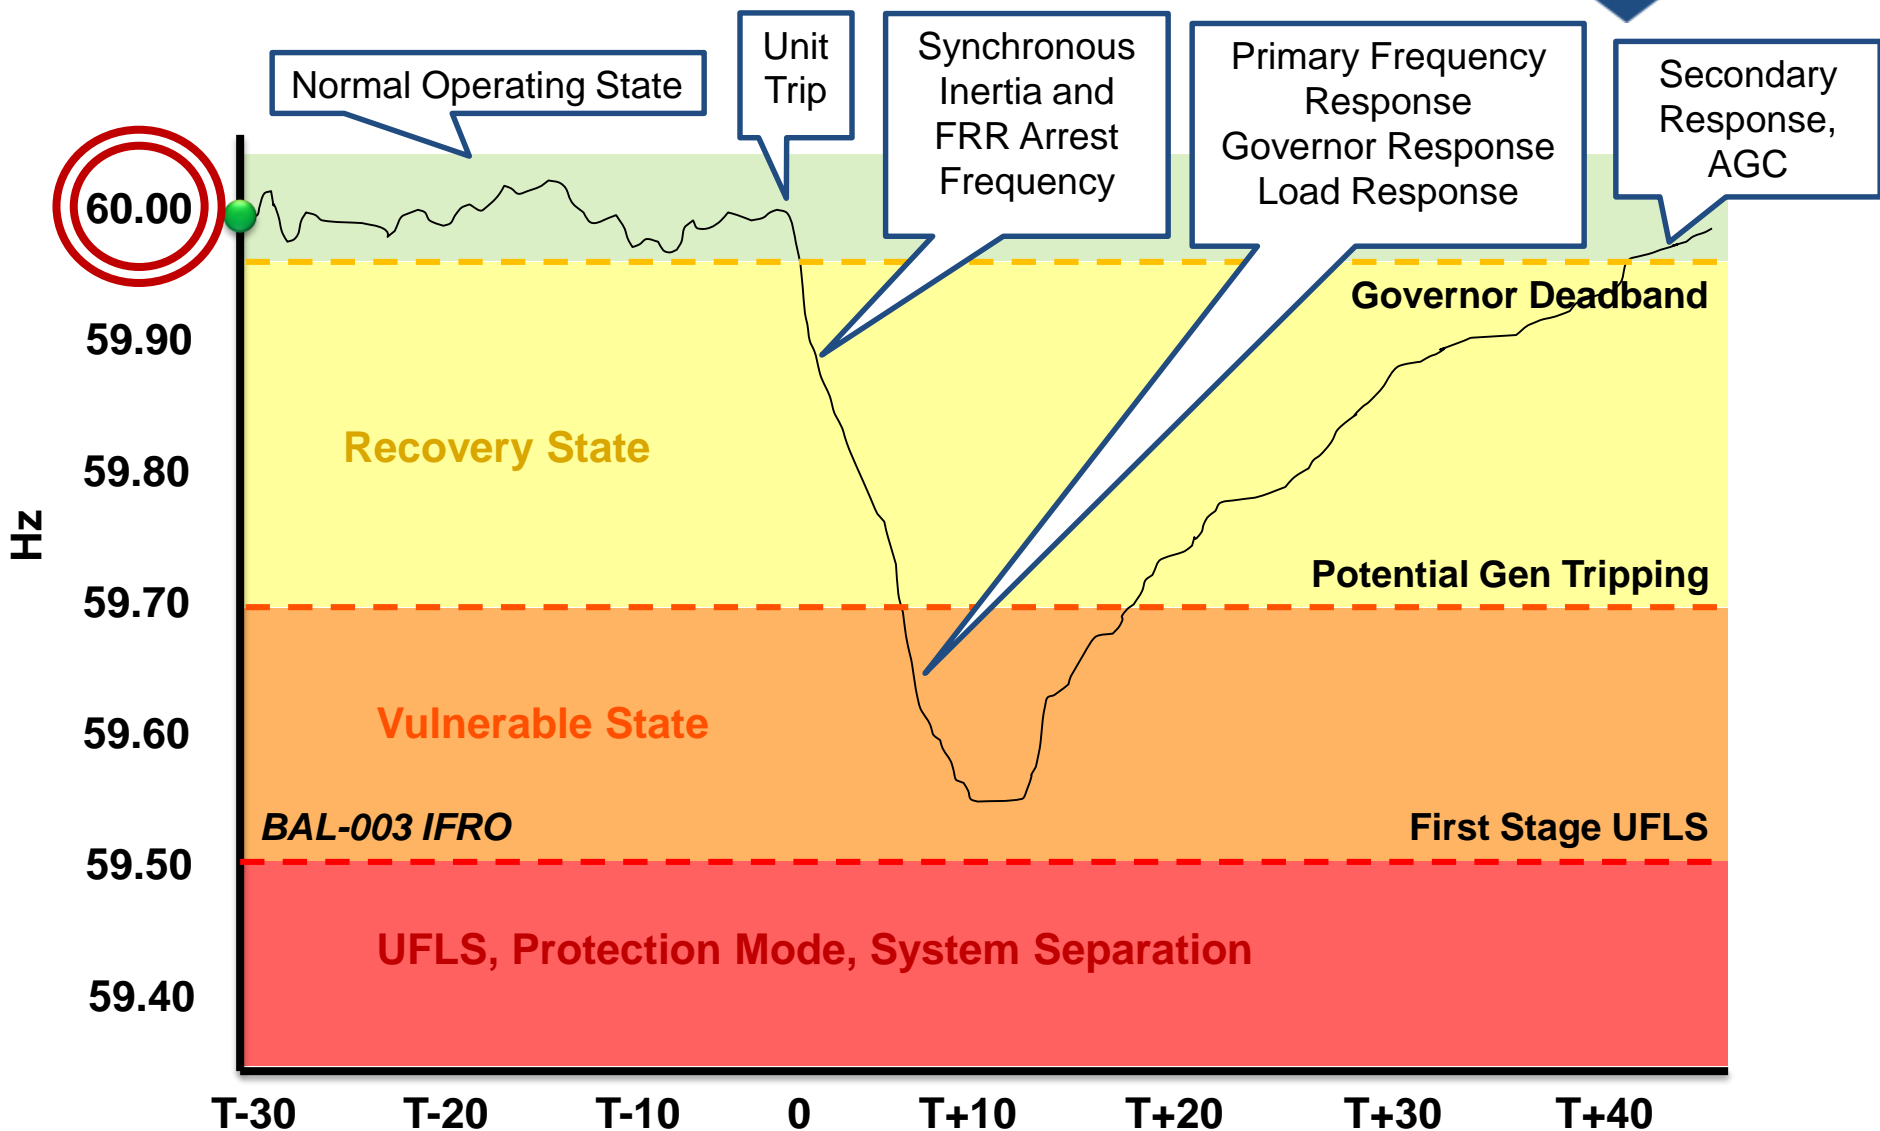 Normal Operating State
Unit
Trip
Synchronous
Inertia and
FRR Arrest
Frequency
Primary Frequency
Response
Governor Response
Load Response
Secondary
Response,
AGC
60.00
59.90
59.80
59.70
59.60
59.50
59.40
Hz
Governor Deadband
Recovery State
Potential Gen Tripping
Vulnerable State
BAL-003 IFRO
First Stage UFLS
UFLS, Protection Mode, System Separation
T-30 T-20 T-10 0 T+10 T+20 T+30 T+40